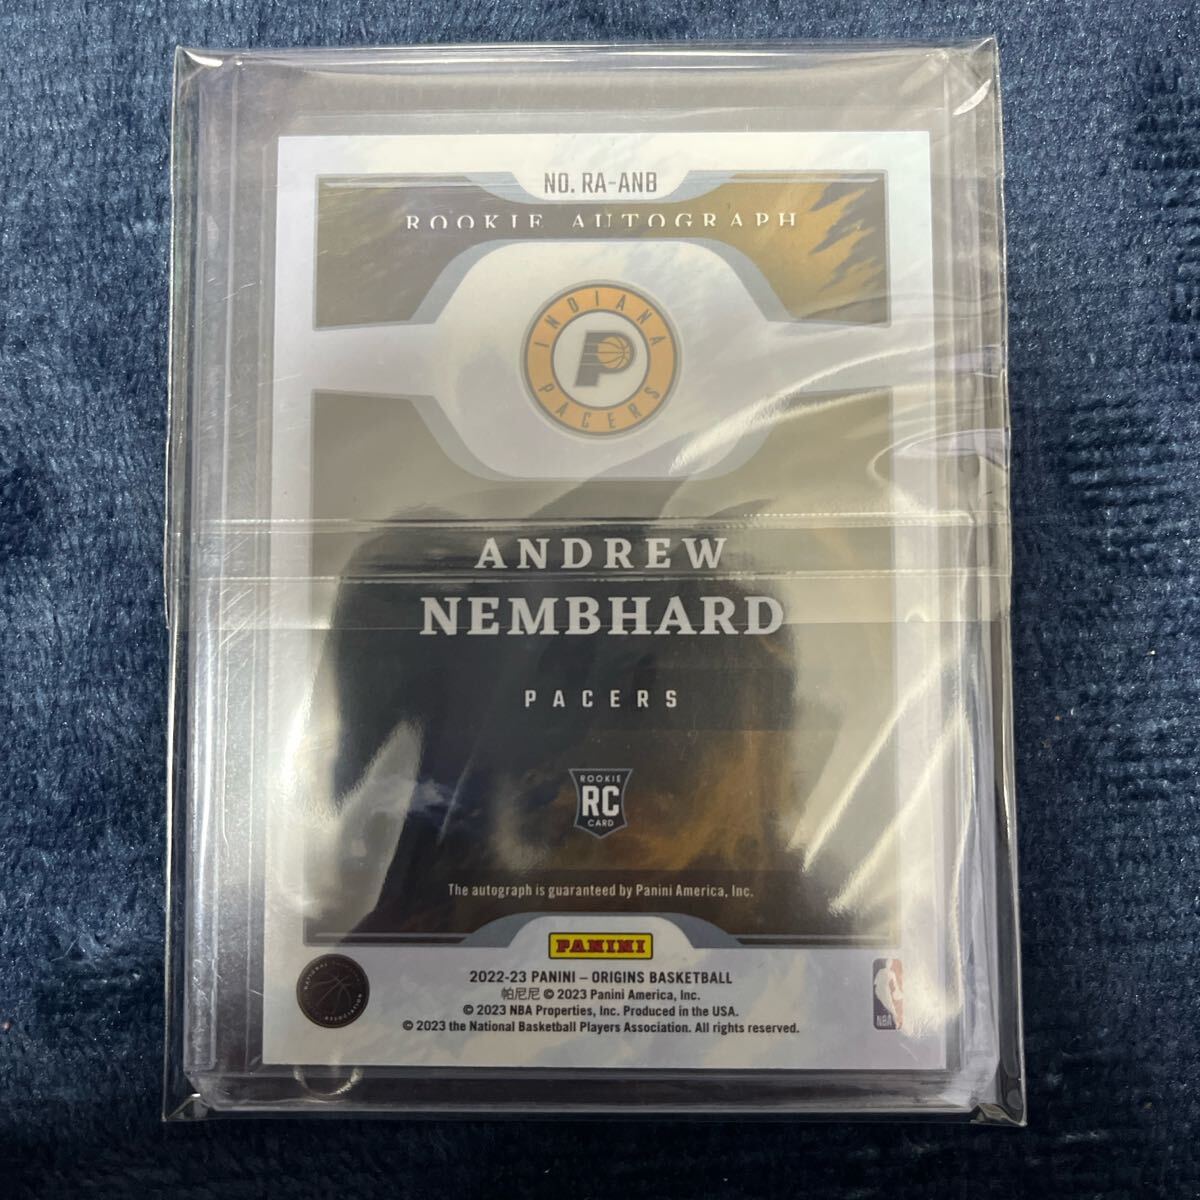 NO. RA-ANB
ROOKIE AUTOGRAPH
INDIANA
PACERS
ANDREW
NEMBHARD
PACERS
ROOKIE
RC
CARD
The autograph is guaranteed by Panini America, Inc.
PANINI
2022-23 PANINI – ORIGINS BASKETBALL
帕尼尼 © 2023 Panini America, Inc.
© 2023 NBA Properties, Inc. Produced in the USA.
© 2023 the National Basketball Players Association. All rights reserved.
NBA